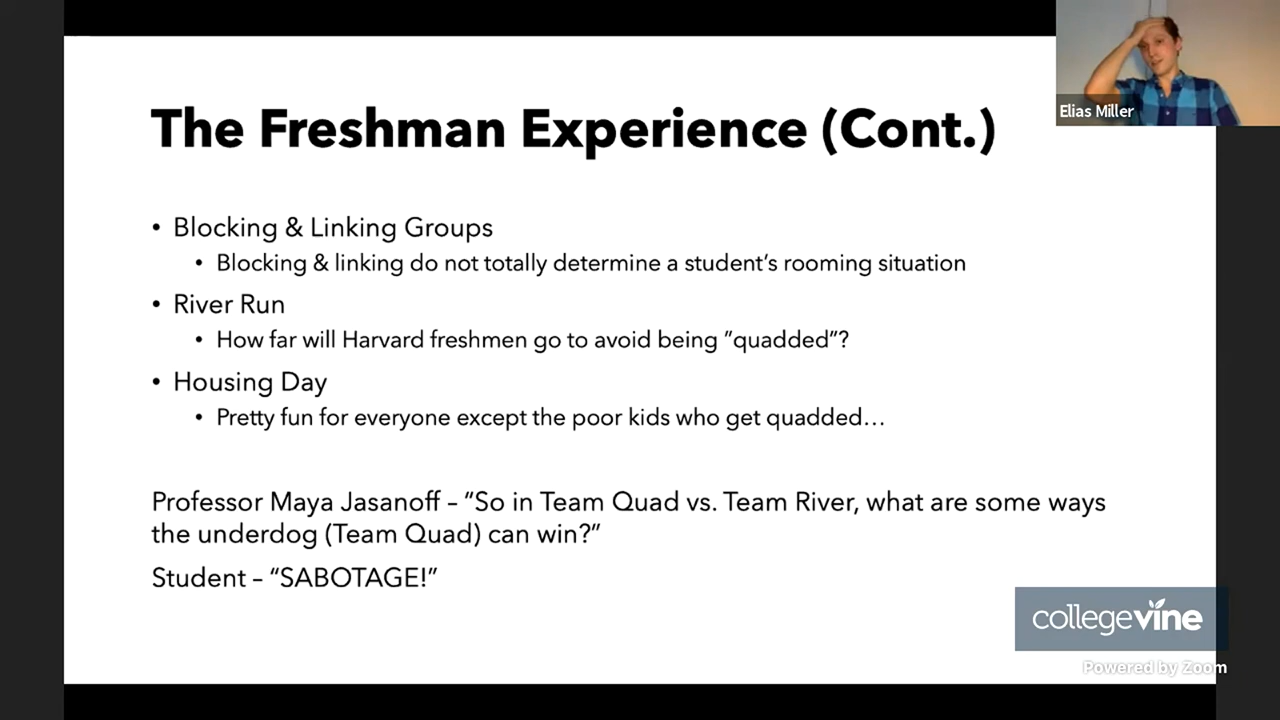 The Freshman Experience (Cont.)
Elias Miller
• Blocking & Linking Groups
• Blocking & linking do not totally determine a student’s rooming situation
• River Run
• How far will Harvard freshmen go to avoid being ”quadded”?
• Housing Day
• Pretty fun for everyone except the poor kids who get quadded…
Professor Maya Jasanoff – “So in Team Quad vs. Team River, what are some ways
the underdog (Team Quad) can win?”
Student – “SABOTAGE!”
collegevine
Powered by Zoom